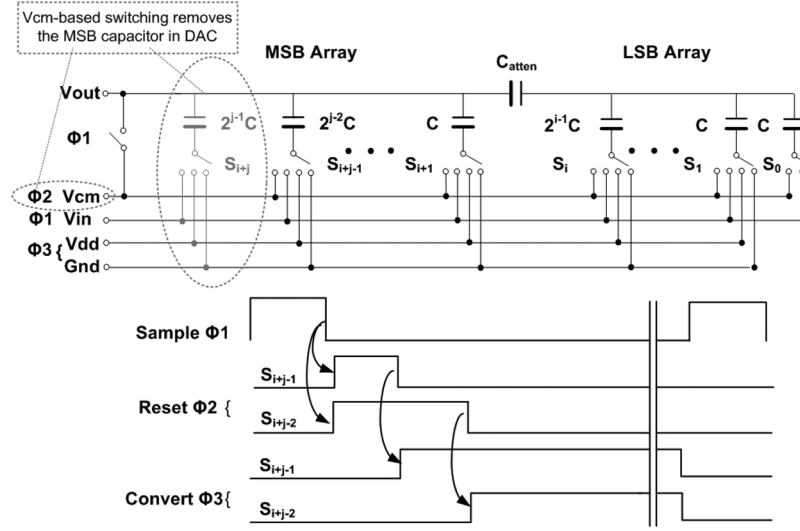 Vcm-based switching removes
the MSB capacitor in DAC
MSB Array
LSB Array
Catten
Vout
Φ1
2j-1C
2j-2C
C
2i-1C
C
C
Si+j
Si+j-1
Si+1
Si
S1
S0
Φ2 Vcm
Φ1 Vin
Φ3 { Vdd
Gnd
Sample Φ1
Si+j-1
Reset Φ2 {
Si+j-2
Si+j-1
Convert Φ3 {
Si+j-2